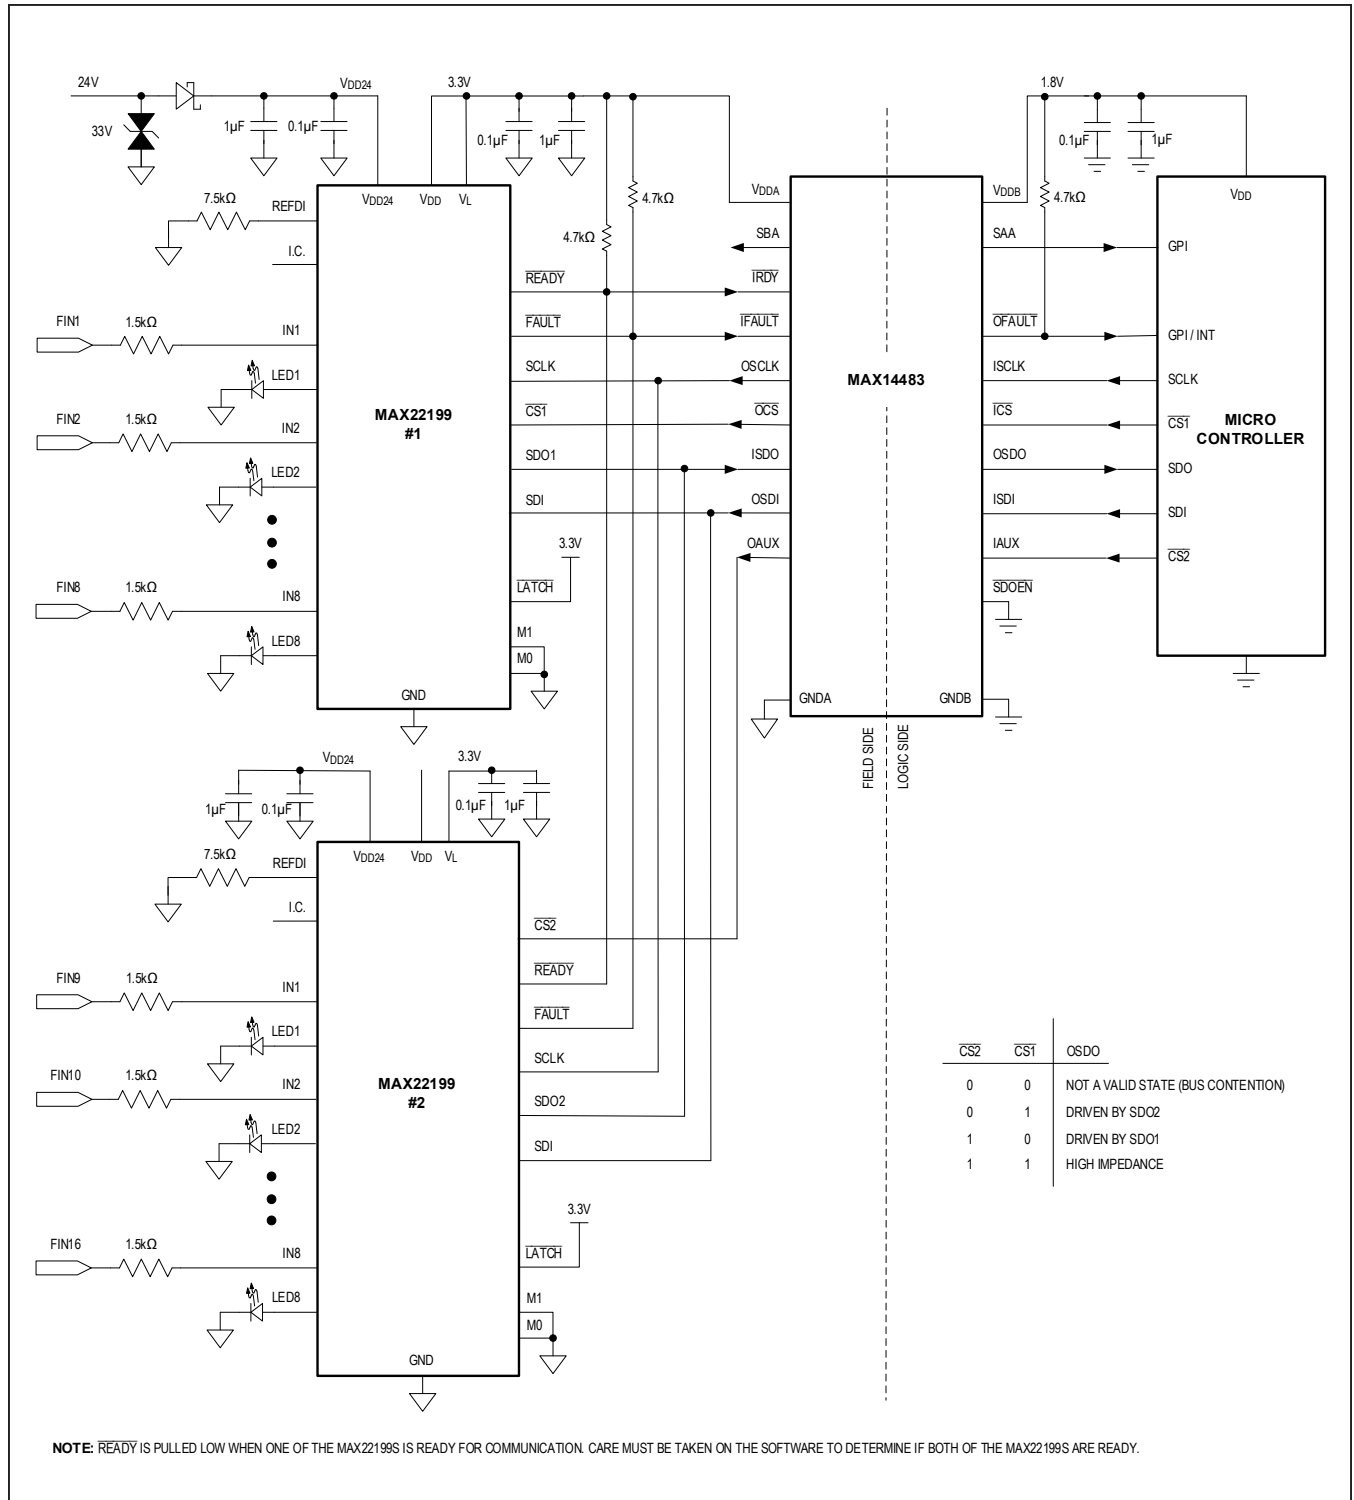 24V
33V
1µF
0.1µF
VDD24
3.3V
0.1µF
1µF
4.7kΩ
4.7kΩ
1.8V
0.1µF
1µF
4.7kΩ
7.5kΩ
REFDI
I.C.
FIN1
1.5kΩ
IN1
LED1
FIN2
1.5kΩ
IN2
LED2
FIN8
1.5kΩ
IN8
LED8
VDD24
VDD
VL
MAX22199
#1
READY
FAULT
SCLK
CS1
SDO1
SDI
3.3V
LATCH
M1
M0
GND
VDDA
SBA
IRDY
IFAULT
OSCLK
OCS
ISDO
OSDI
OAUX
GNDA
MAX14483
VDDB
SAA
OFAULT
ISCLK
ICS
OSDO
ISDI
IAUX
SDOEN
GNDB
FIELD SIDE
LOGIC SIDE
VDD
GPI
GPI / INT
SCLK
CS1
SDO
SDI
CS2
MICRO
CONTROLLER
1µF
0.1µF
VDD24
3.3V
0.1µF
1µF
7.5kΩ
REFDI
I.C.
FIN9
1.5kΩ
IN1
LED1
FIN10
1.5kΩ
IN2
LED2
FIN16
1.5kΩ
IN8
LED8
VDD24
VDD
VL
MAX22199
#2
CS2
READY
FAULT
SCLK
SDO2
SDI
3.3V
LATCH
M1
M0
GND
CS2 CS1 OSDO
0 0 NOT A VALID STATE (BUS CONTENTION)
0 1 DRIVEN BY SDO2
1 0 DRIVEN BY SDO1
1 1 HIGH IMPEDANCE
NOTE: READY IS PULLED LOW WHEN ONE OF THE MAX22199S IS READY FOR COMMUNICATION. CARE MUST BE TAKEN ON THE SOFTWARE TO DETERMINE IF BOTH OF THE MAX22199S ARE READY.